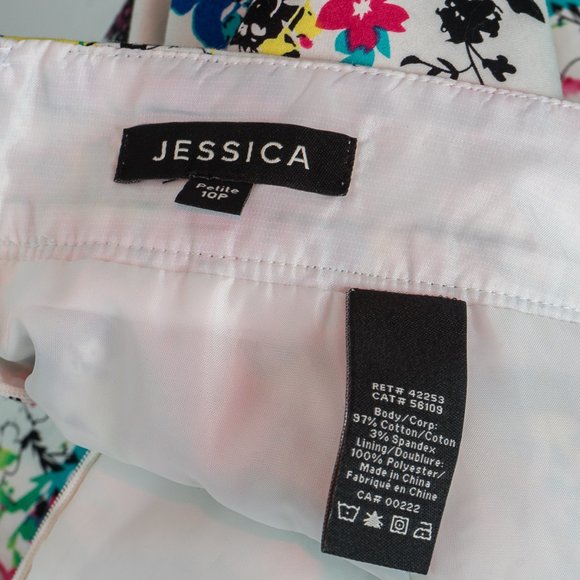 JESSICA
Petite
10P
RET# 42253
CAT# 56109
Body/Corp:
97% Cotton/Coton
3% Spandex
Lining/Doublure:
100% Polyester/
Made in China
Fabriqué en Chine
CA# 00222